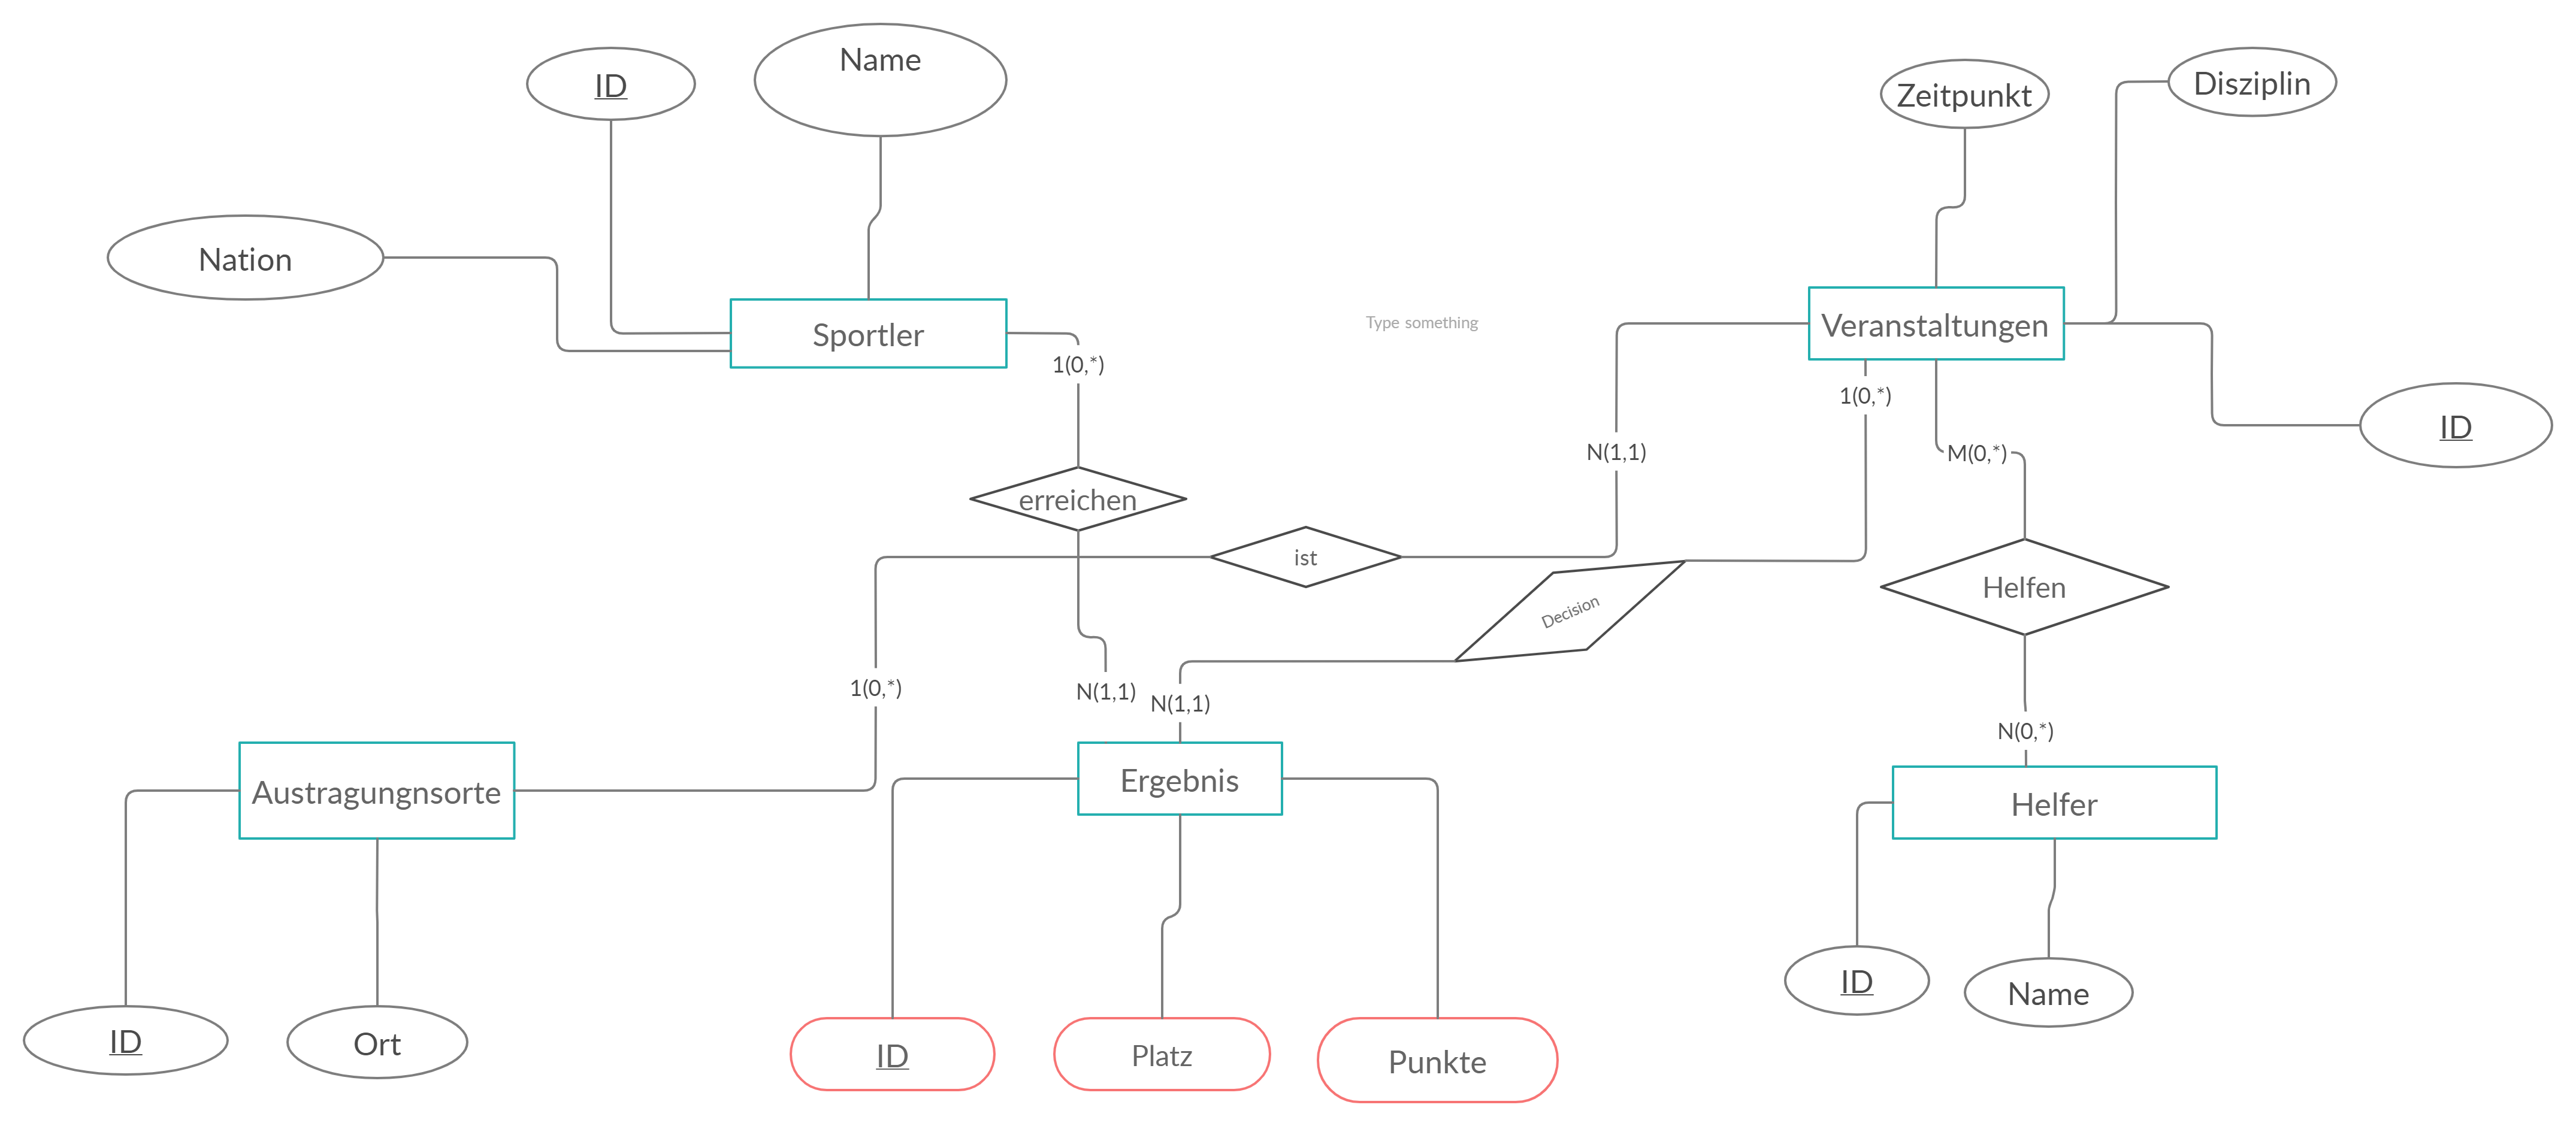 Name
ID
Zeitpunkt
Disziplin
Nation
Sportler
Type something
Veranstaltungen
1(0,*)
1(0,*)
ID
N(1,1)
M(0,*)
erreichen
ist
Helfen
Decision
1(0,*)
N(1,1)
N(1,1)
N(0,*)
Austragungnsorte
Ergebnis
Helfer
ID
Name
ID
Ort
ID
Platz
Punkte